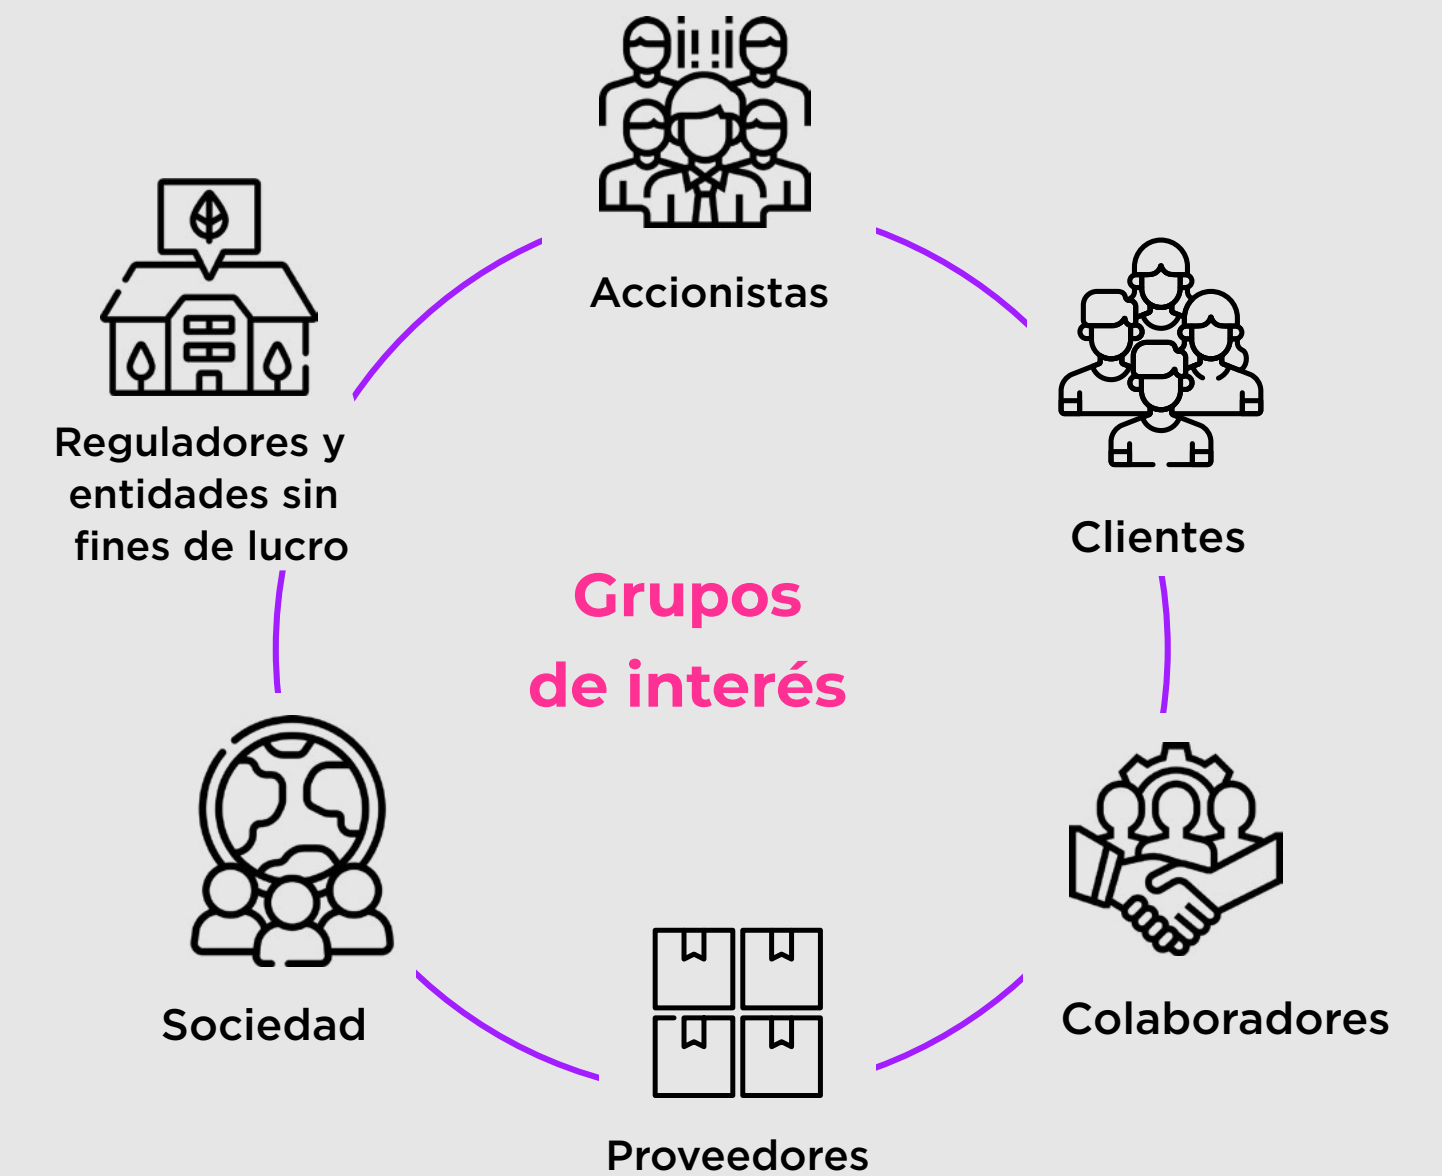 Accionistas
Clientes
Reguladores y
entidades sin
fines de lucro
Grupos
de interés
Colaboradores
Sociedad
Proveedores